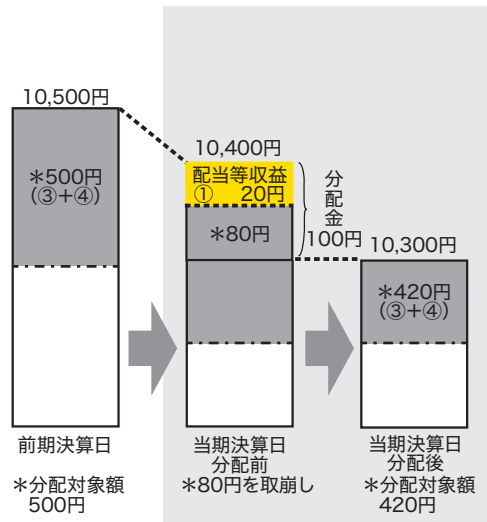 10,500円
＊500円
（③＋④）
前期決算日
＊分配対象額
500円
10,400円
配当等収益
① 20円
＊80円
分配金
100円
当期決算日
分配前
＊80円を取崩し
10,300円
＊420円
（③＋④）
当期決算日
分配後
＊分配対象額
420円